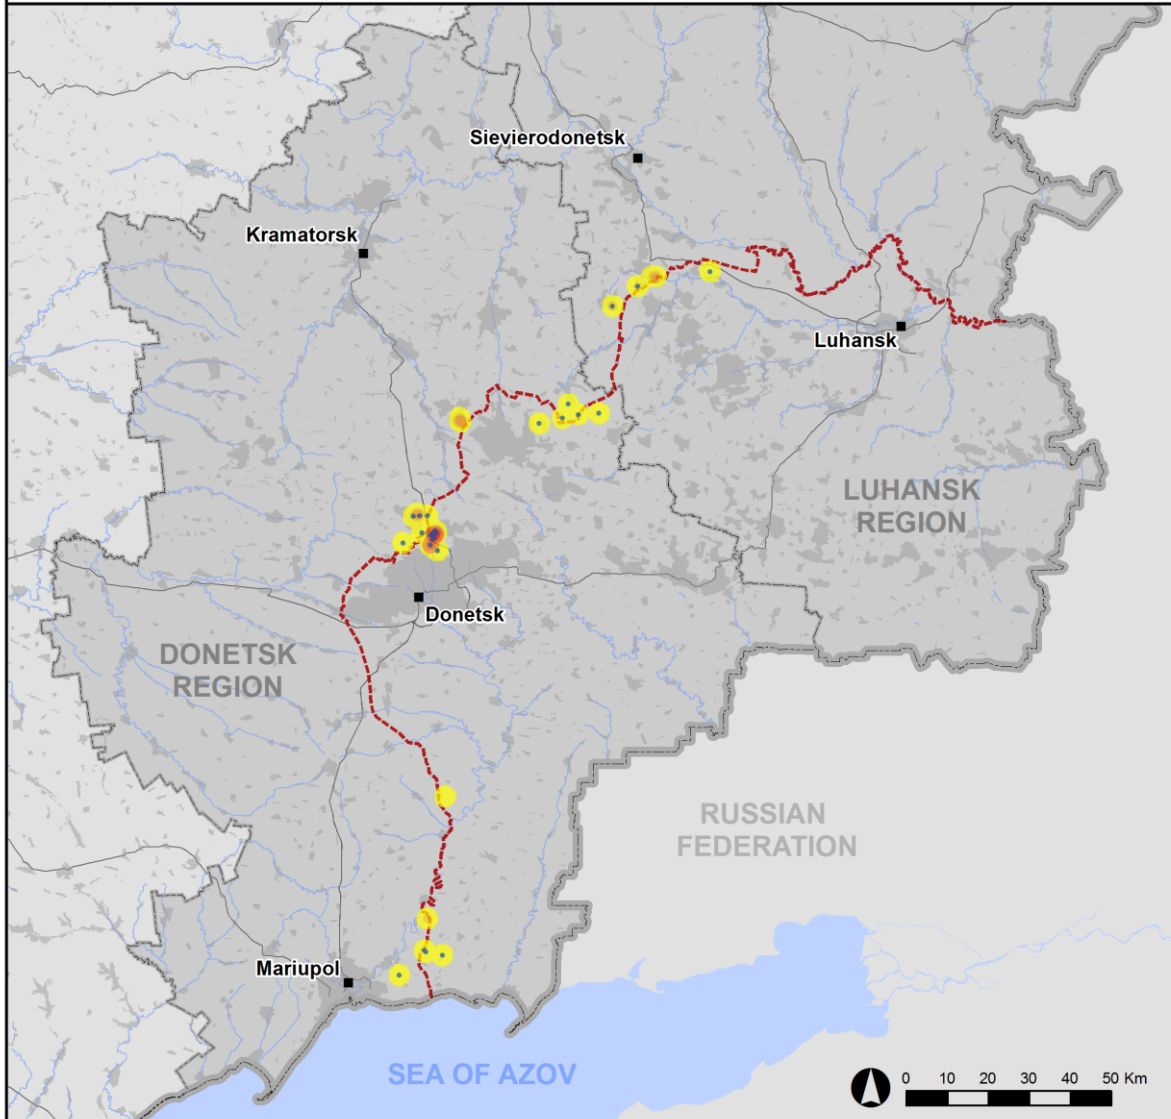 Sievierodonetsk
Kramatorsk
Luhansk
LUHANSK
REGION
Donetsk
DONETSK
REGION
RUSSIAN
FEDERATION
Mariupol
SEA OF AZOV
0 10 20 30 40 50 Km